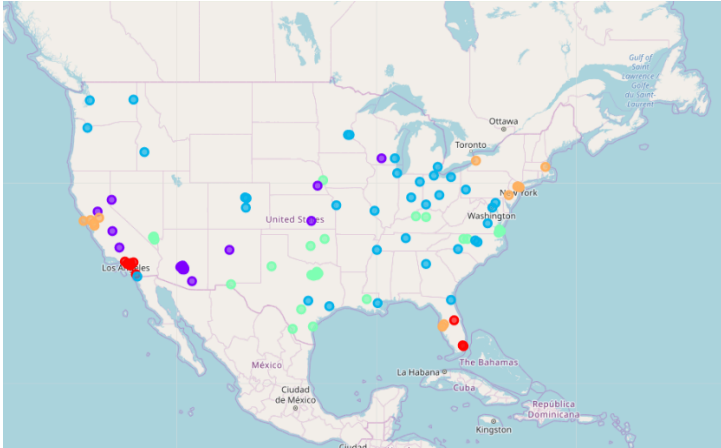 Gulf of
Saint
Lawrence
Golfe
du Saint-
Laurent
Ottawa
Toronto
New York
Washington
United States
Los Angeles
México
Ciudad
de México
La Habana
The Bahamas
Cuba
República
Dominicana
Kingston
Ciudad